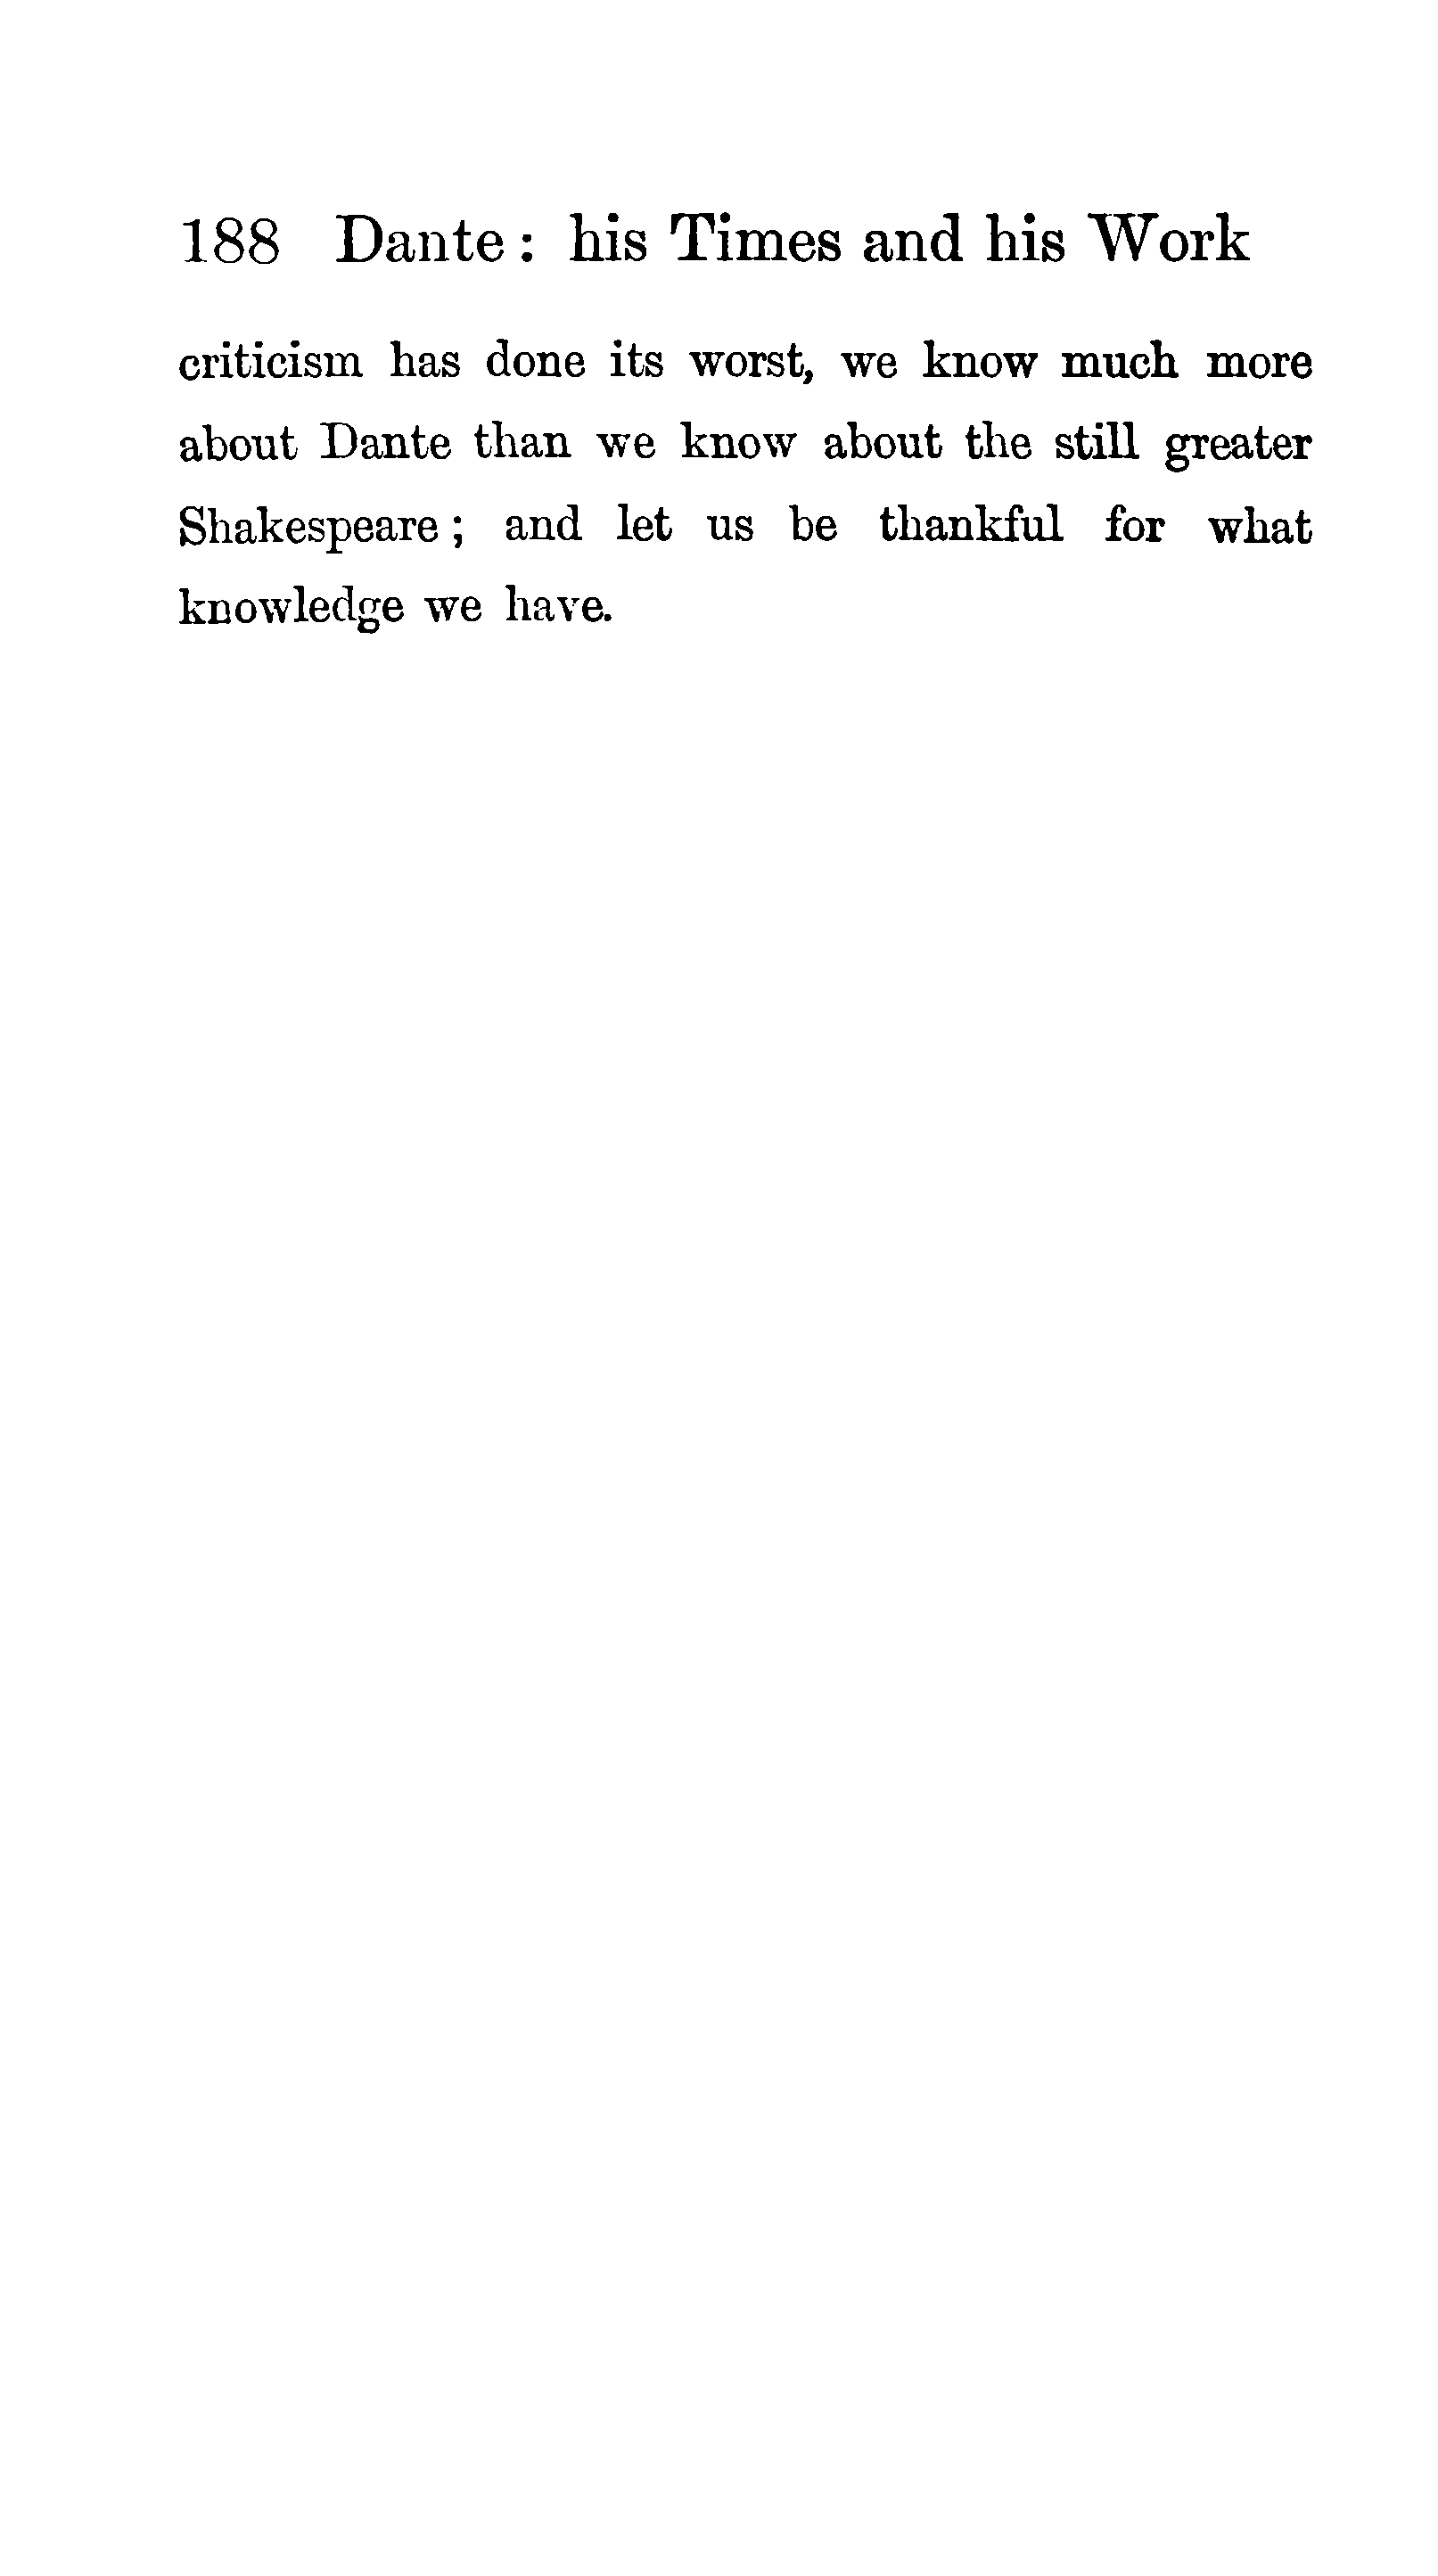 188 Dante: his Times and his Work
criticism has done its worst, we know much more
about Dante than we know about the still greater
Shakespeare; and let us be thankful for what
knowledge we have.